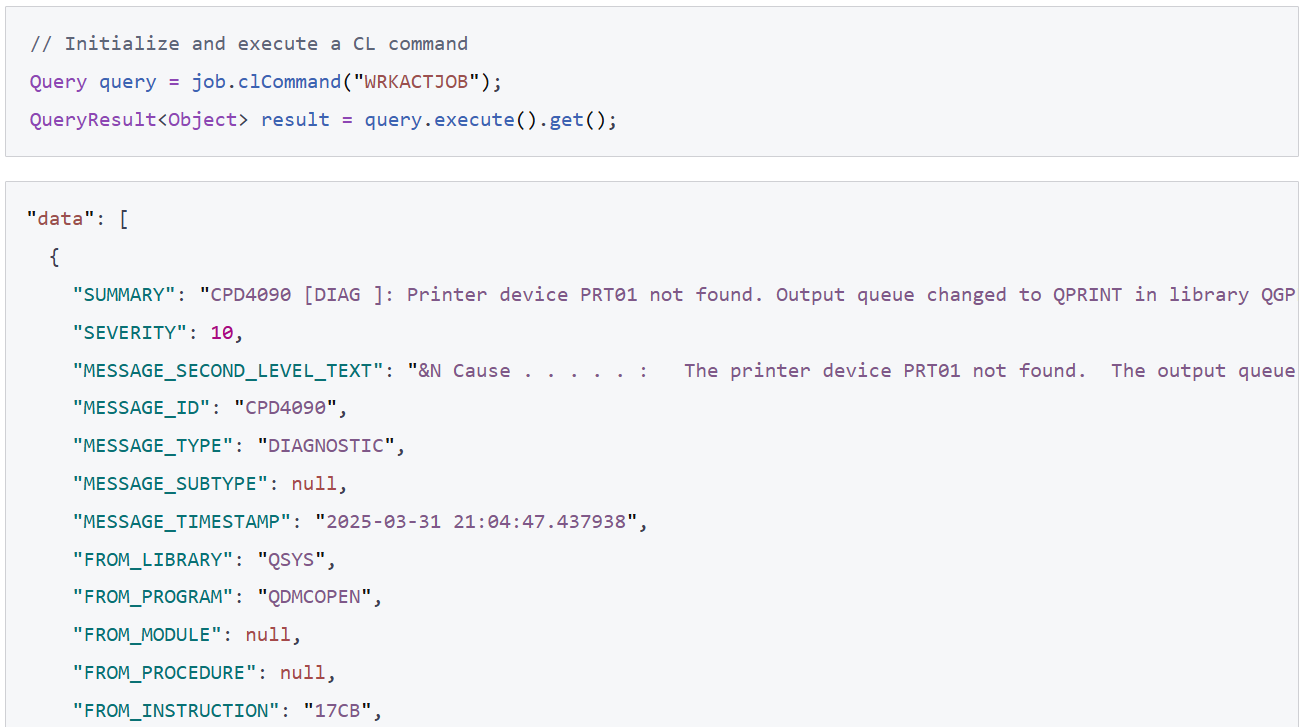 // Initialize and execute a CL command
Query query = job.clCommand("WRKACTJOB");
QueryResult<Object> result = query.execute().get();
"data": [
{
"SUMMARY": "CPD4090 [DIAG ]: Printer device PRT01 not found. Output queue changed to QPRINT in library QGP
"SEVERITY": 10,
"MESSAGE_SECOND_LEVEL_TEXT": "&N Cause . . . . . :   The printer device PRT01 not found.  The output queue
"MESSAGE_ID": "CPD4090",
"MESSAGE_TYPE": "DIAGNOSTIC",
"MESSAGE_SUBTYPE": null,
"MESSAGE_TIMESTAMP": "2025-03-31 21:04:47.437938",
"FROM_LIBRARY": "QSYS",
"FROM_PROGRAM": "QDMCOPEN",
"FROM_MODULE": null,
"FROM_PROCEDURE": null,
"FROM_INSTRUCTION": "17CB",